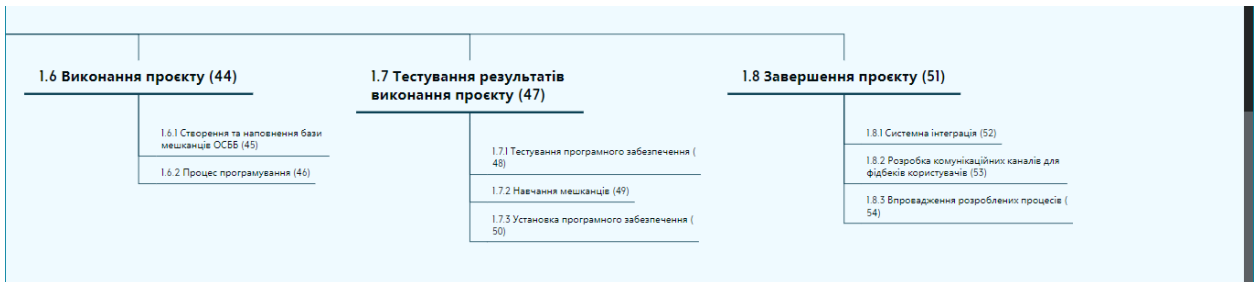 1.6 Виконання проєкту (44)
1.6.1 Створення та наповнення бази
мешканців ОСББ (45)
1.6.2 Процес програмування (46)
1.7 Тестування результатів
виконання проєкту (47)
1.7.1 Тестування програмного забезпечення (
48)
1.7.2 Навчання мешканців (49)
1.7.3 Установка програмного забезпечення (
50)
1.8 Завершення проєкту (51)
1.8.1 Системна інтеграція (52)
1.8.2 Розробка комунікаційних каналів для
фідбеків користувачів (53)
1.8.3 Впровадження розроблених процесів (
54)